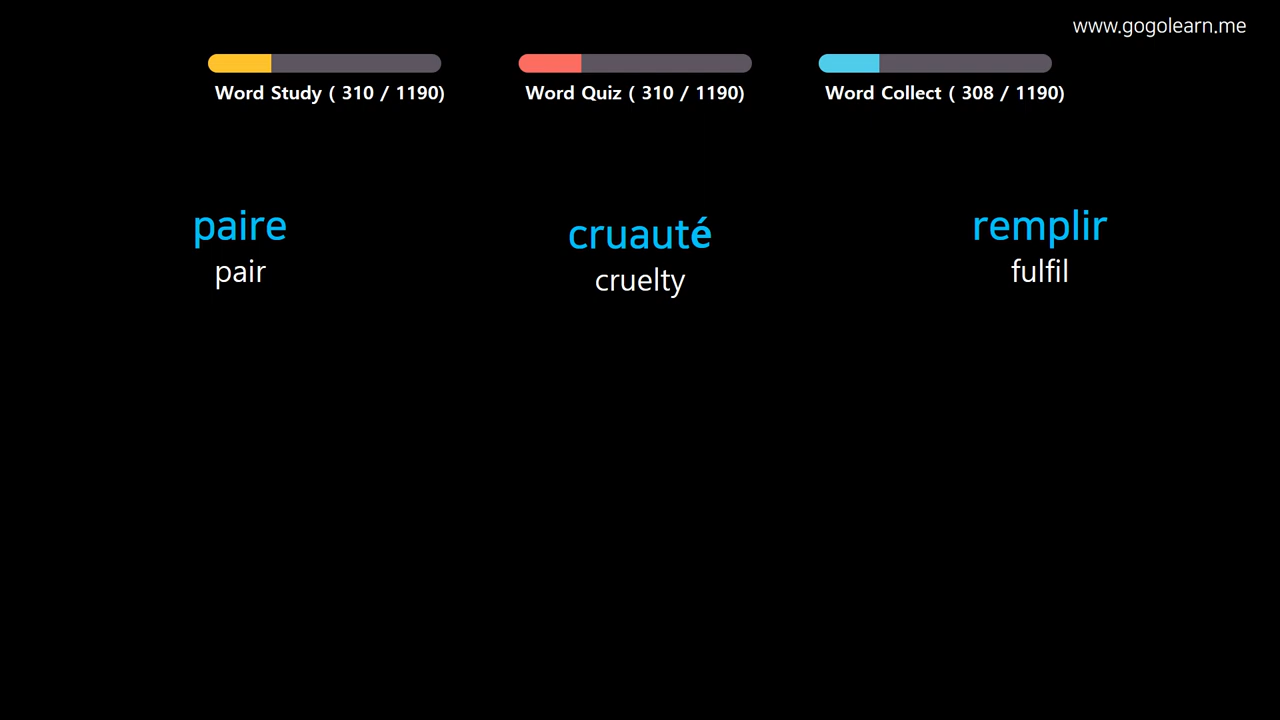 www.gogolearn.me
Word Study ( 310 / 1190)
Word Quiz ( 310 / 1190)
Word Collect ( 308 / 1190)
paire
pair
cruauté
cruelty
remplir
fulfil